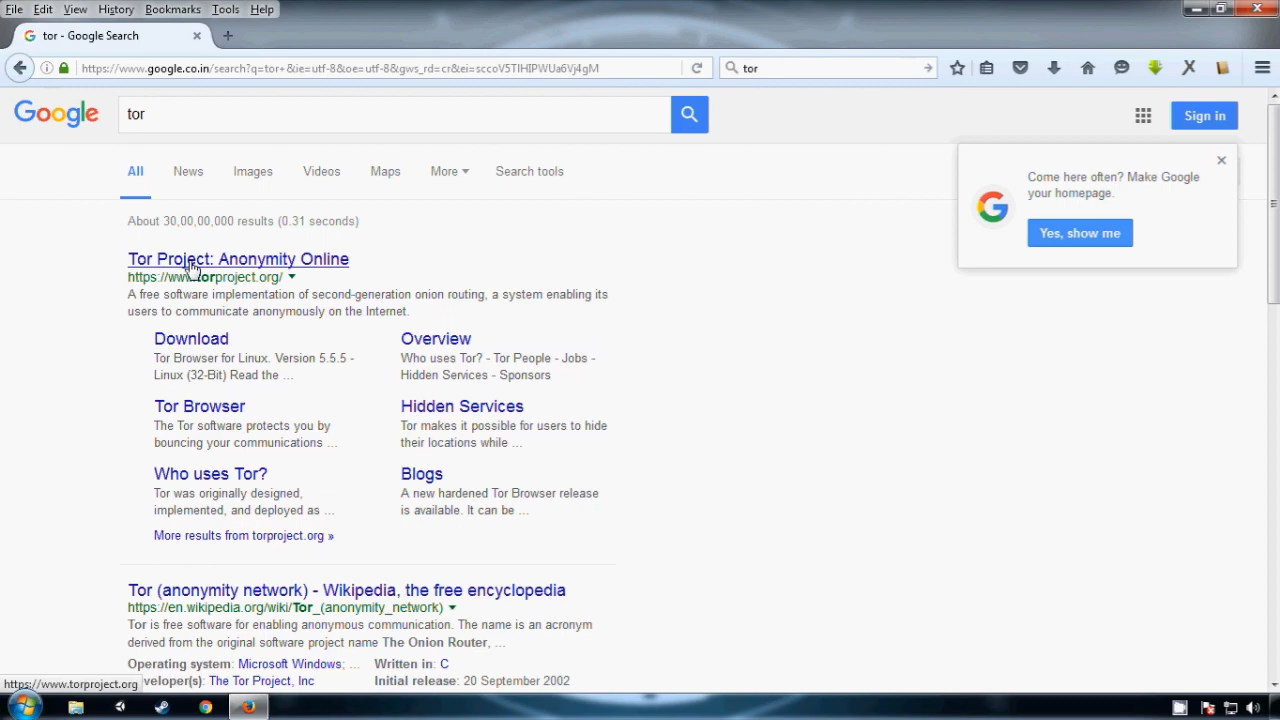 File Edit View History Bookmarks Tools Help
tor - Google Search
https://www.google.co.in/search?q=tor+&ie=utf-8&oe=utf-8&gws_rd=cr&ei=sccoV5TIHIPWUa6Vj4gM
tor
Google
tor
Sign in
All News Images Videos Maps More Search tools
Come here often? Make Google
your homepage.
Yes, show me
About 30,00,00,000 results (0.31 seconds)
Tor Project: Anonymity Online
https://www.torproject.org/
A free software implementation of second-generation onion routing, a system enabling its
users to communicate anonymously on the Internet.
Download
Tor Browser for Linux. Version 5.5.5 -
Linux (32-Bit) Read the ...
Overview
Who uses Tor? - Tor People - Jobs -
Hidden Services - Sponsors
Tor Browser
The Tor software protects you by
bouncing your communications ...
Hidden Services
Tor makes it possible for users to hide
their locations while ...
Who uses Tor?
Tor was originally designed,
implemented, and deployed as ...
Blogs
A new hardened Tor Browser release
is available. It can be ...
More results from torproject.org »
Tor (anonymity network) - Wikipedia, the free encyclopedia
https://en.wikipedia.org/wiki/Tor_(anonymity_network)
Tor is free software for enabling anonymous communication. The name is an acronym
derived from the original software project name The Onion Router, ...
Operating system: Microsoft Windows; ... Written in: C
veloper(s): The Tor Project, Inc Initial release: 20 September 2002
https://www.torproject.org